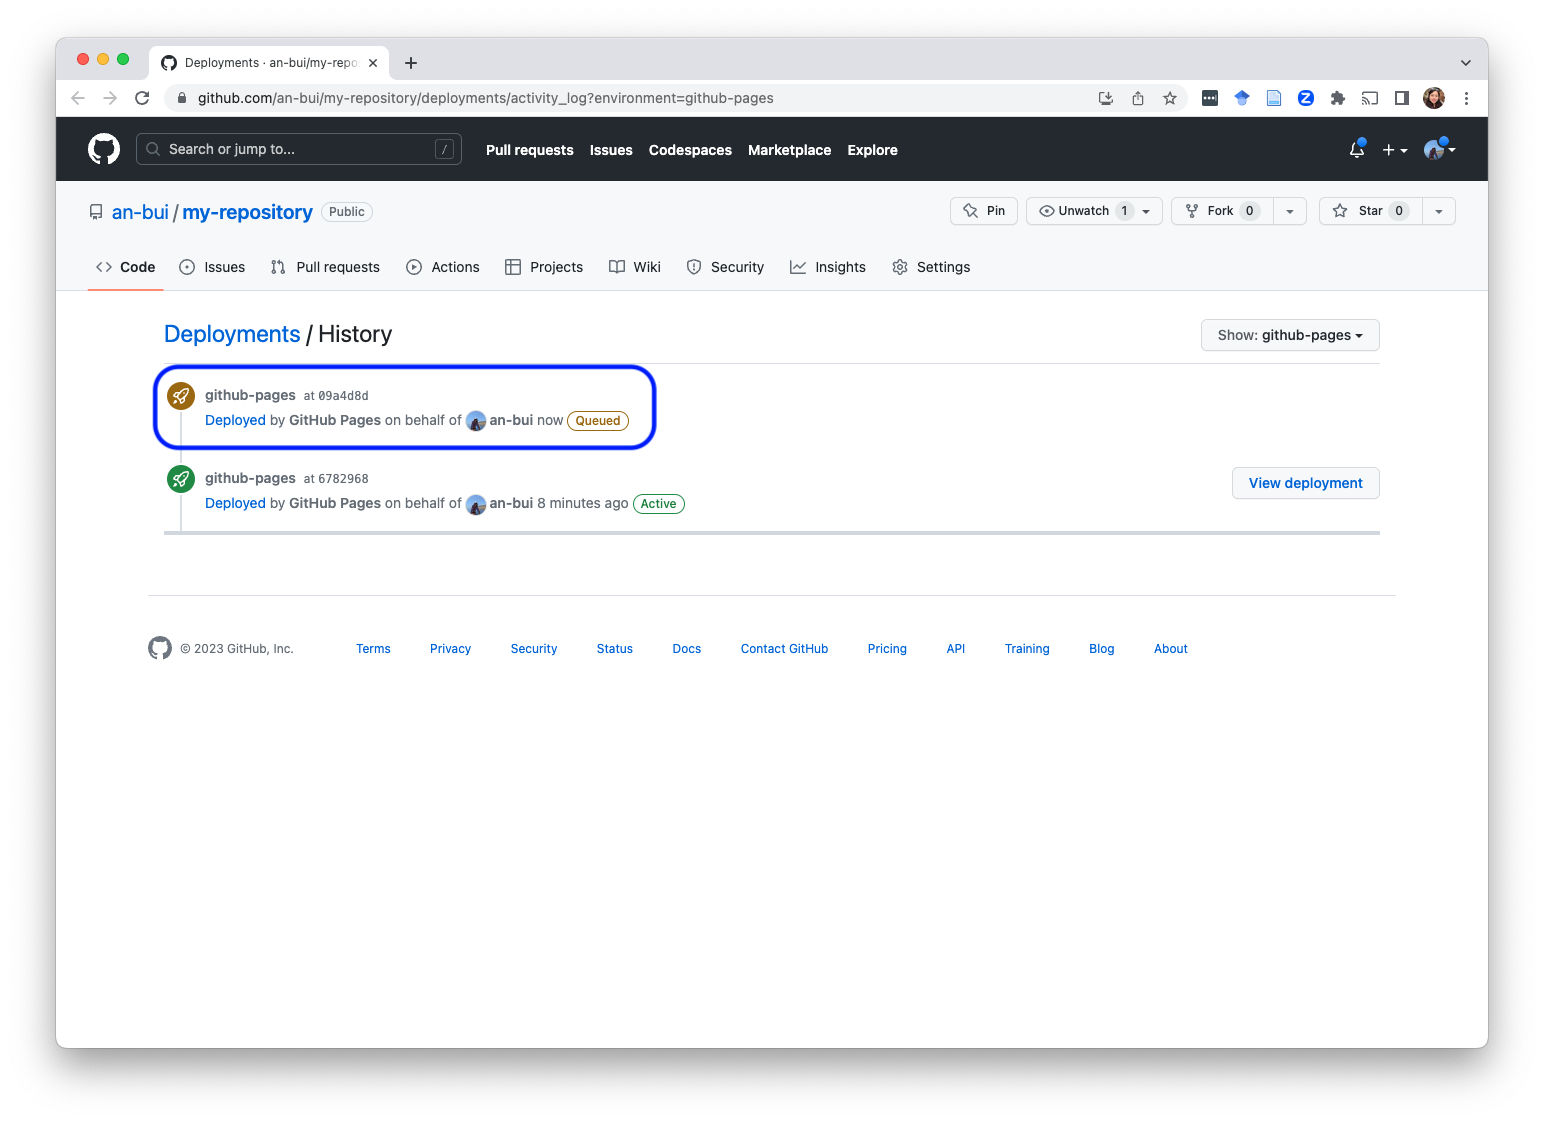 Deployments · an-bui/my-repo
github.com/an-bui/my-repository/deployments/activity_log?environment=github-pages
Search or jump to... / Pull requests Issues Codespaces Marketplace Explore
an-bui / my-repository Public Pin Unwatch 1 Fork 0 Star 0
Code Issues Pull requests Actions Projects Wiki Security Insights Settings
Deployments / History Show: github-pages
github-pages at 09a4d8d
Deployed by GitHub Pages on behalf of an-bui now Queued
github-pages at 6782968
View deployment
Deployed by GitHub Pages on behalf of an-bui 8 minutes ago Active
© 2023 GitHub, Inc. Terms Privacy Security Status Docs Contact GitHub Pricing API Training Blog About